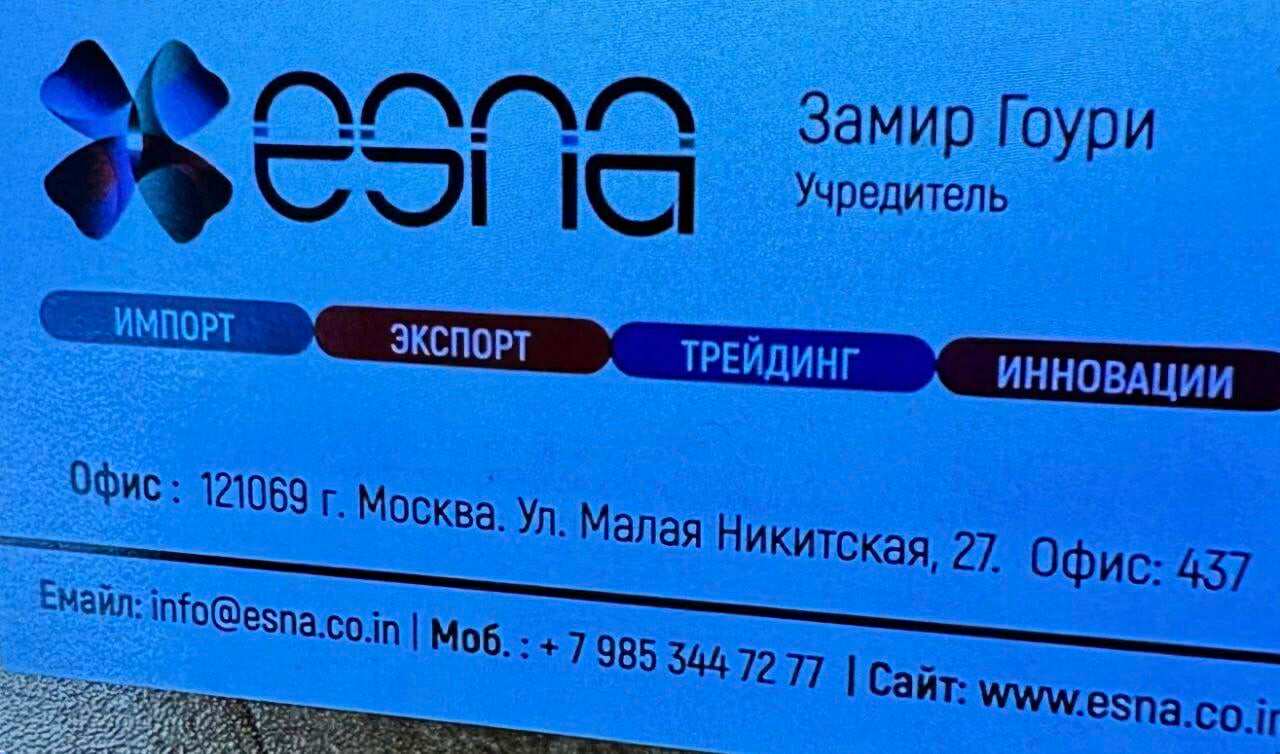 esna
Замир Гоури
Учредитель
ИМПОРТ ЭКСПОРТ ТРЕЙДИНГ ИННОВАЦИИ
Офис : 121069 г. Москва. Ул. Малая Никитская, 27. Офис: 437
Емайл: info@esna.co.in | Моб. : + 7 985 344 72 77 | Сайт: www.esna.co.in